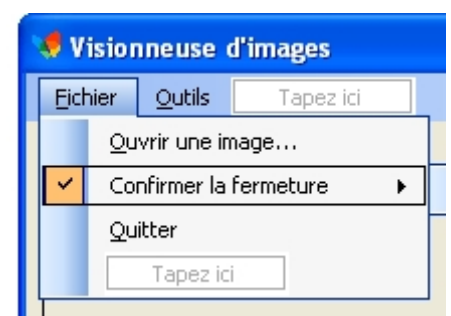 Visionneuse d'images
Fichier Outils Tapez ici
Ouvrir une image...
Confirmer la fermeture
Quitter
Tapez ici